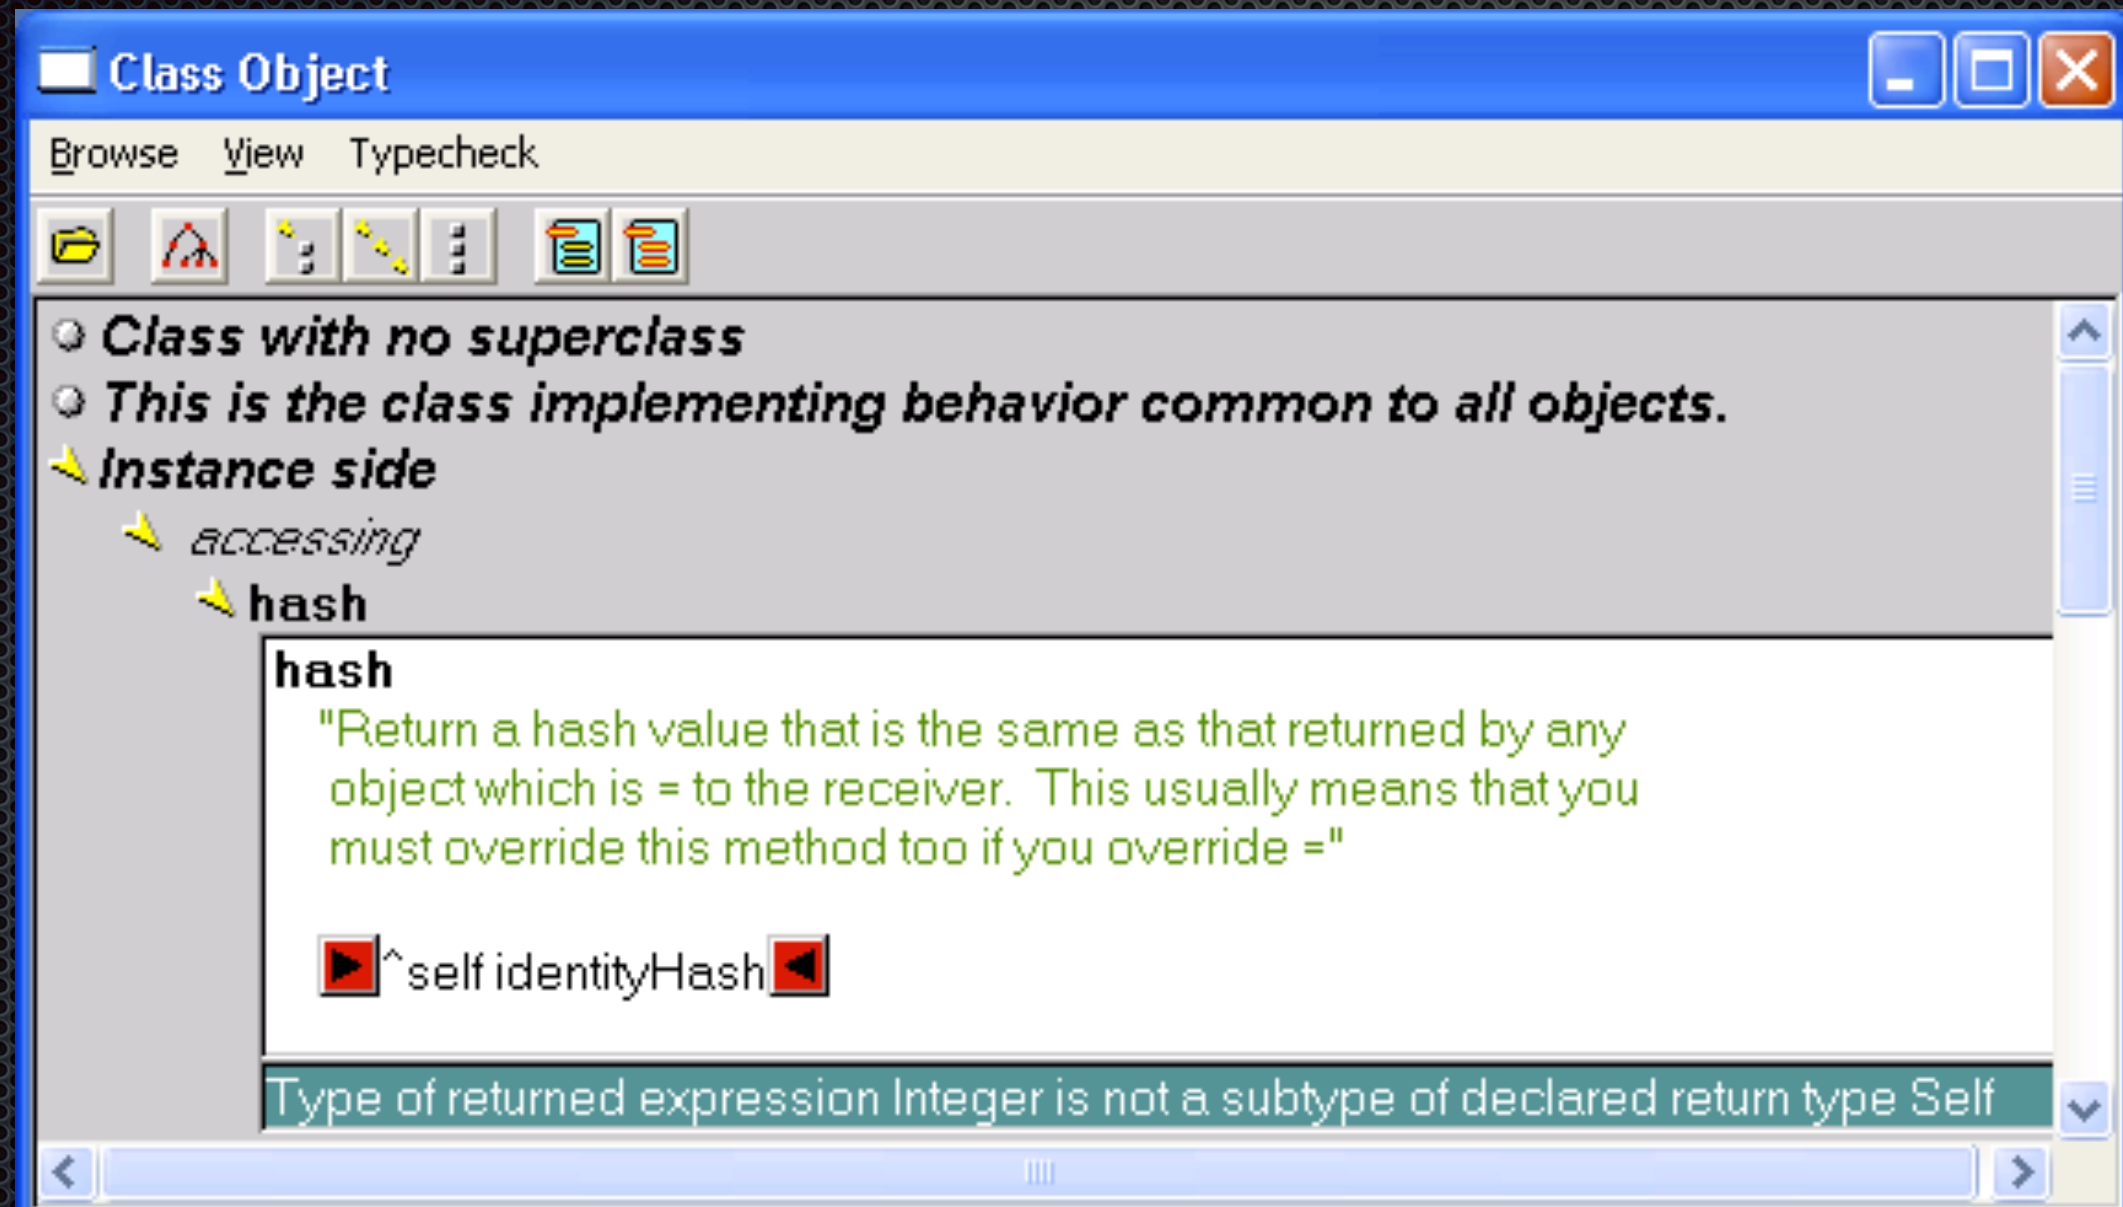 Class Object
Browse View Typecheck
Class with no superclass
This is the class implementing behavior common to all objects.
Instance side
accessing
hash
hash
"Return a hash value that is the same as that returned by any
object which is = to the receiver.  This usually means that you
must override this method too if you override ="
^self identityHash
Type of returned expression Integer is not a subtype of declared return type Self